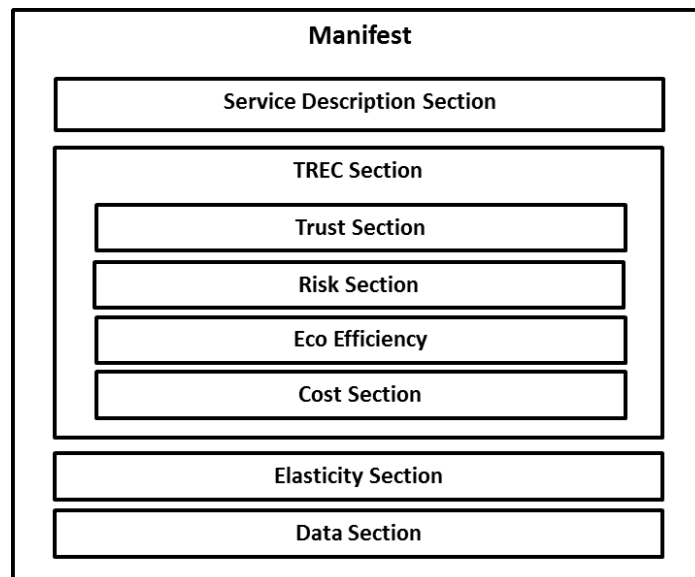 Manifest
Service Description Section
TREC Section
Trust Section
Risk Section
Eco Efficiency
Cost Section
Elasticity Section
Data Section